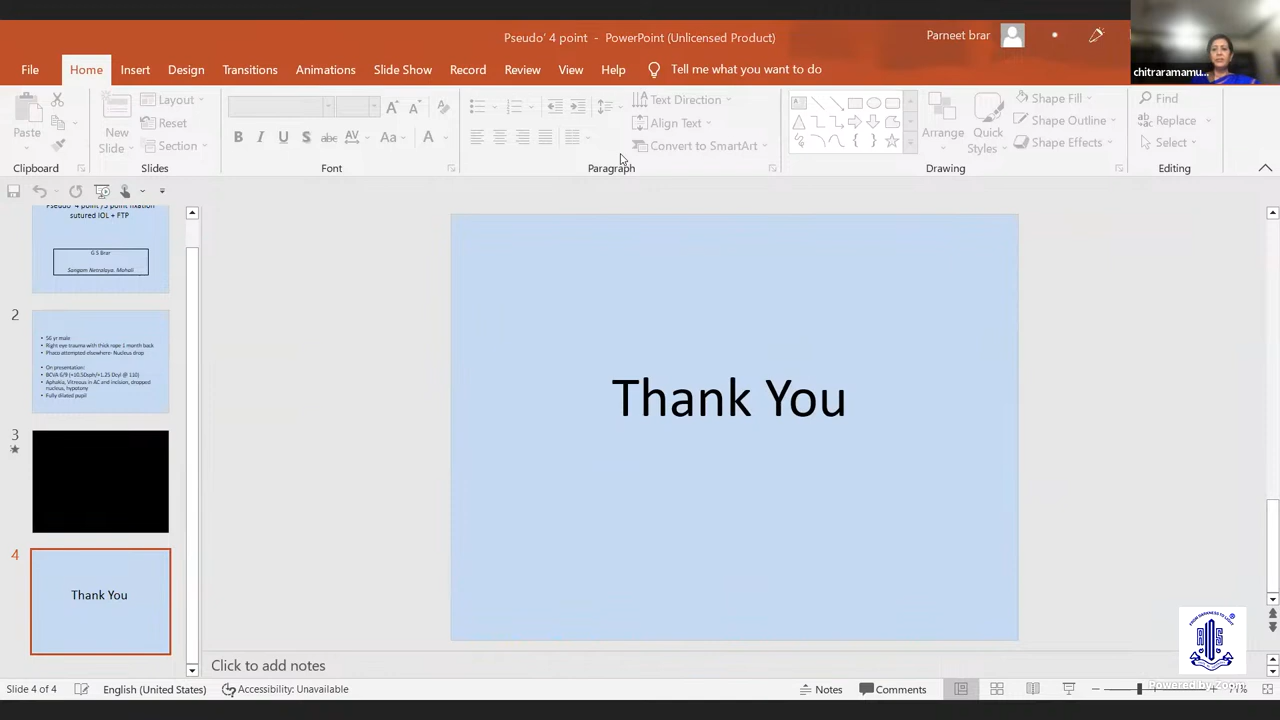 Pseudo' 4 point - PowerPoint (Unlicensed Product)
Parneet brar
chitraramamu...
File Home Insert Design Transitions Animations Slide Show Record Review View Help Tell me what you want to do
Paste
New Slide
Layout
Reset
Section
Text Direction
Align Text
Convert to SmartArt
Arrange
Quick Styles
Shape Fill
Shape Outline
Shape Effects
Find
Replace
Select
Clipboard Slides Font Paragraph Drawing Editing
Pseudo' 4 point /3 point fixation
sutured IOL + FTP
G S Brar
Sangam Netralaya. Mohali
2
56 yr male
Right eye trauma with thick rope 1 month back
Phaco attempted elsewhere- Nucleus drop
On presentation:
BCVA 6/9 (+10.5Dsph/+1.25 Dcyl @ 110)
Aphakia, Vitreous in AC and incision, dropped
nucleus, hypotony
Fully dilated pupil
3
4
Thank You
Thank You
Click to add notes
Slide 4 of 4 English (United States) Accessibility: Unavailable Notes Comments
Powered by Zoom